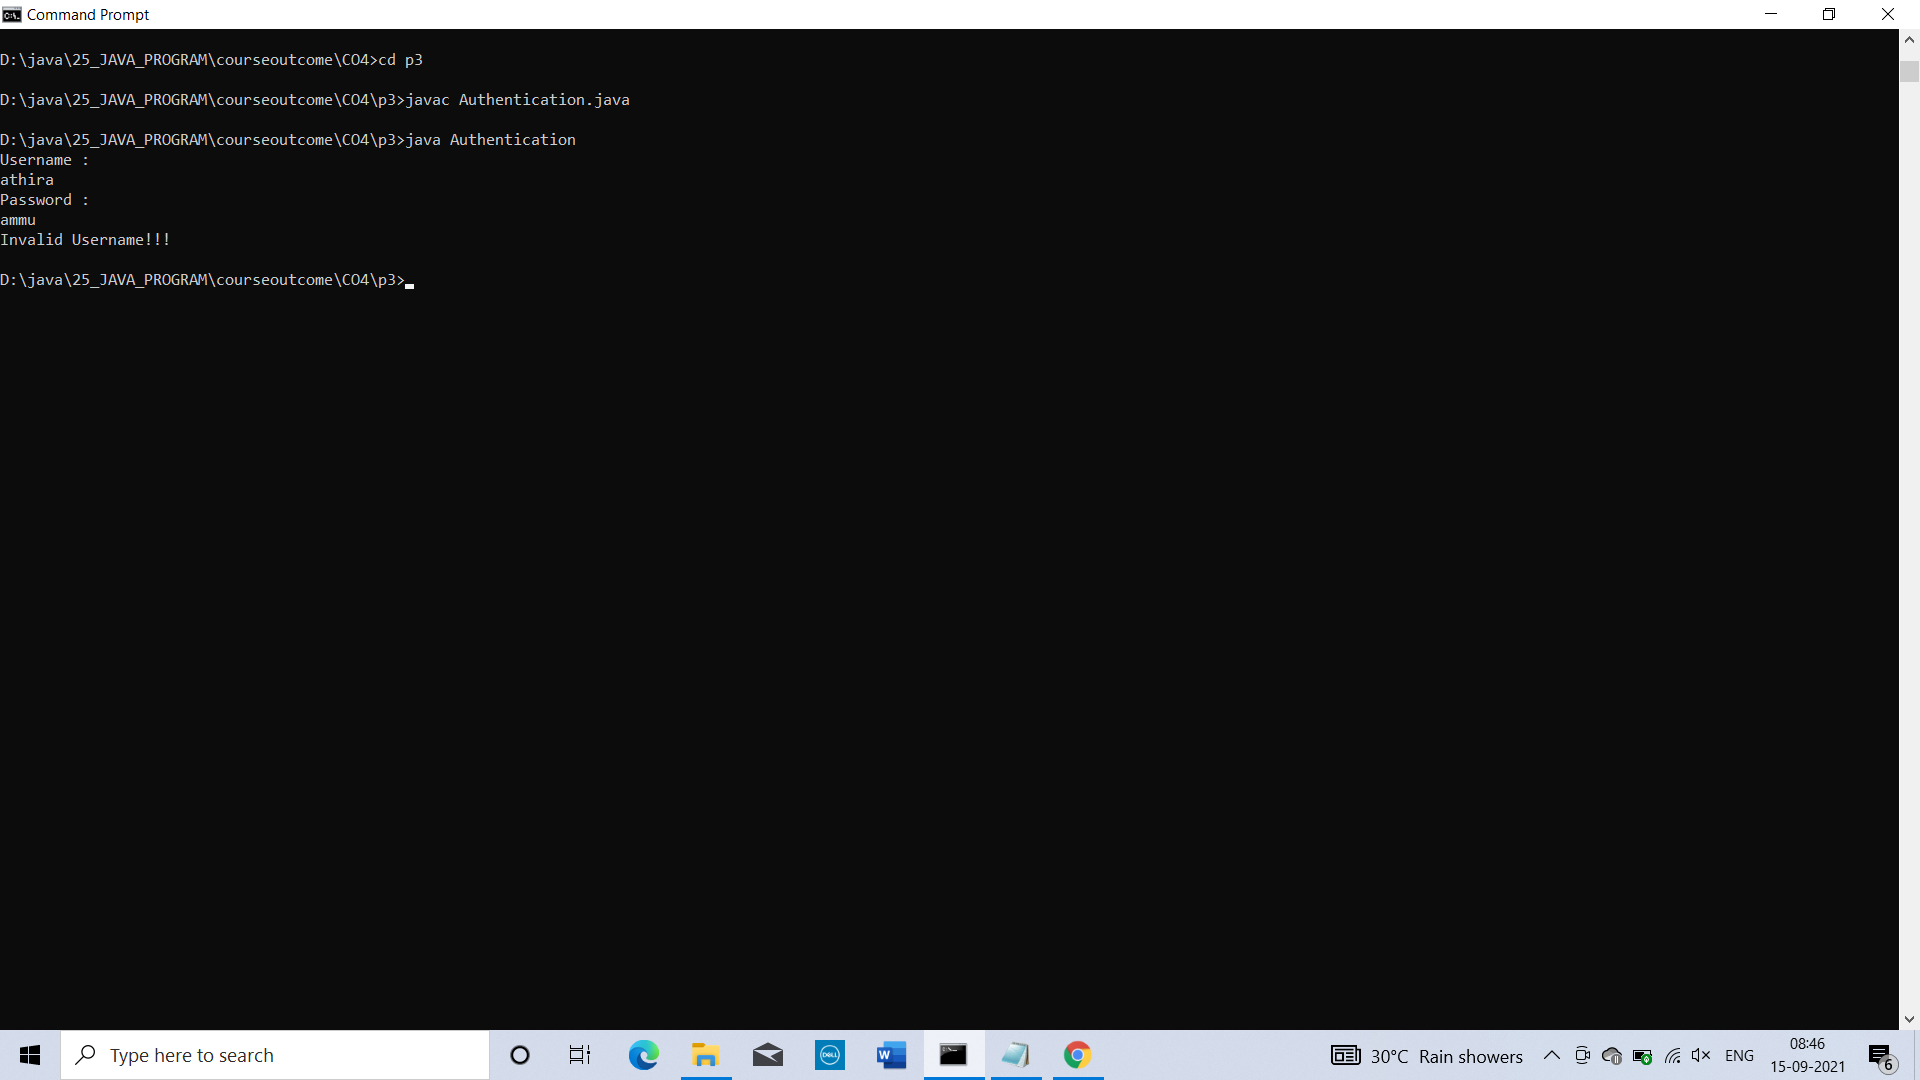 Command Prompt
D:\java\25_JAVA_PROGRAM\courseoutcome\CO4>cd p3
D:\java\25_JAVA_PROGRAM\courseoutcome\CO4\p3>javac Authentication.java
D:\java\25_JAVA_PROGRAM\courseoutcome\CO4\p3>java Authentication
Username :
athira
Password :
ammu
Invalid Username!!!
D:\java\25_JAVA_PROGRAM\courseoutcome\CO4\p3>
Type here to search
DELL
W
30°C Rain showers
ENG
08:46
15-09-2021
6